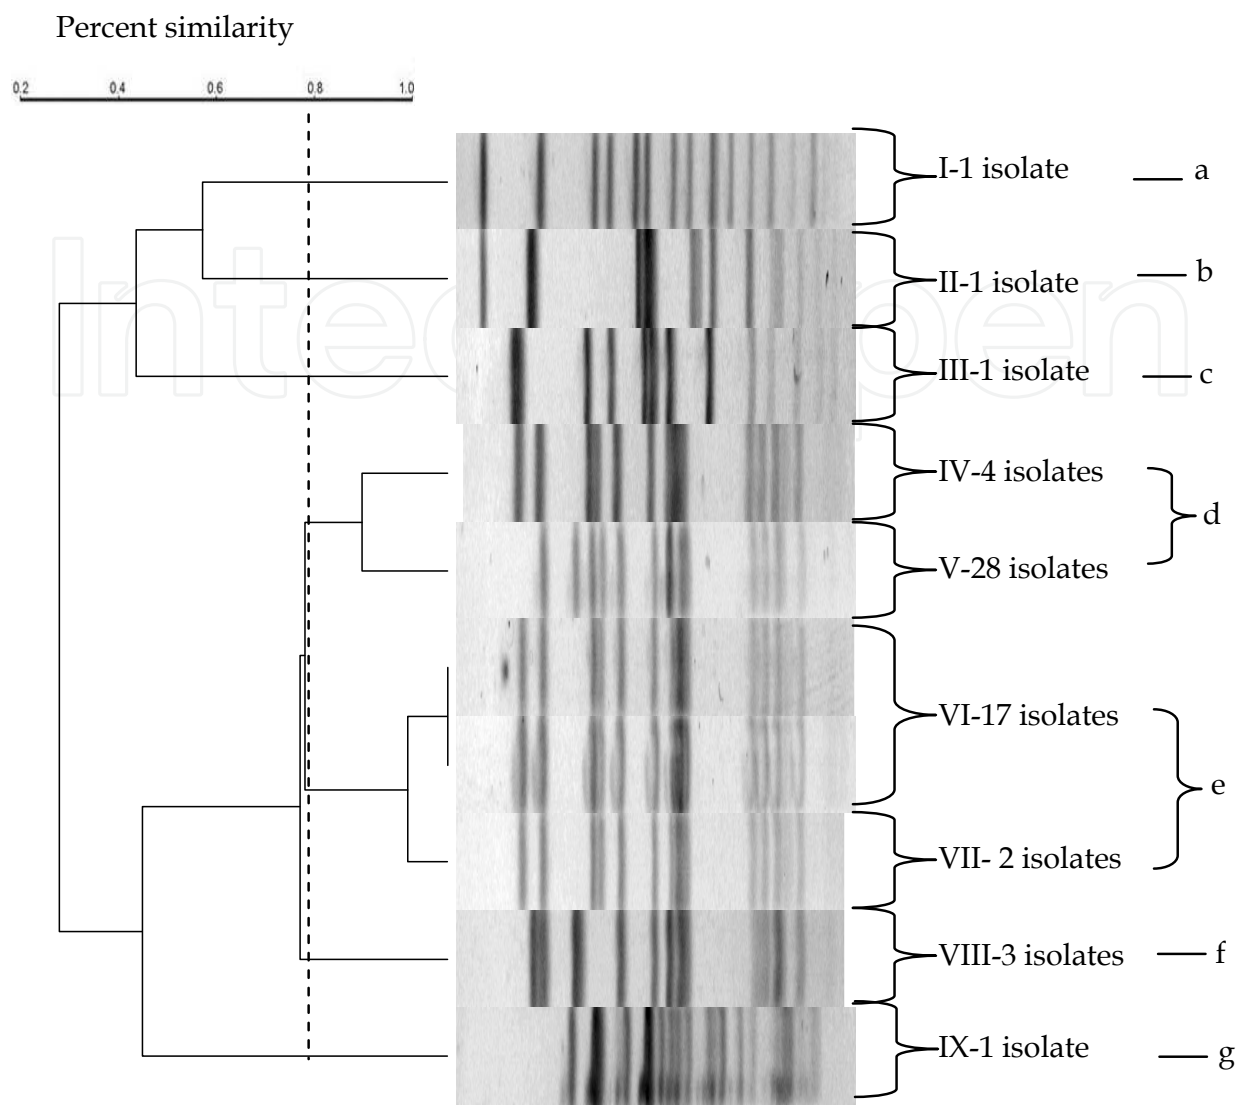 Percent similarity
0.2 0.4 0.6 0.8 1.0
I-1 isolate a
II-1 isolate b
III-1 isolate c
IV-4 isolates
d
V-28 isolates
VI-17 isolates
e
VII- 2 isolates
VIII-3 isolates f
IX-1 isolate g